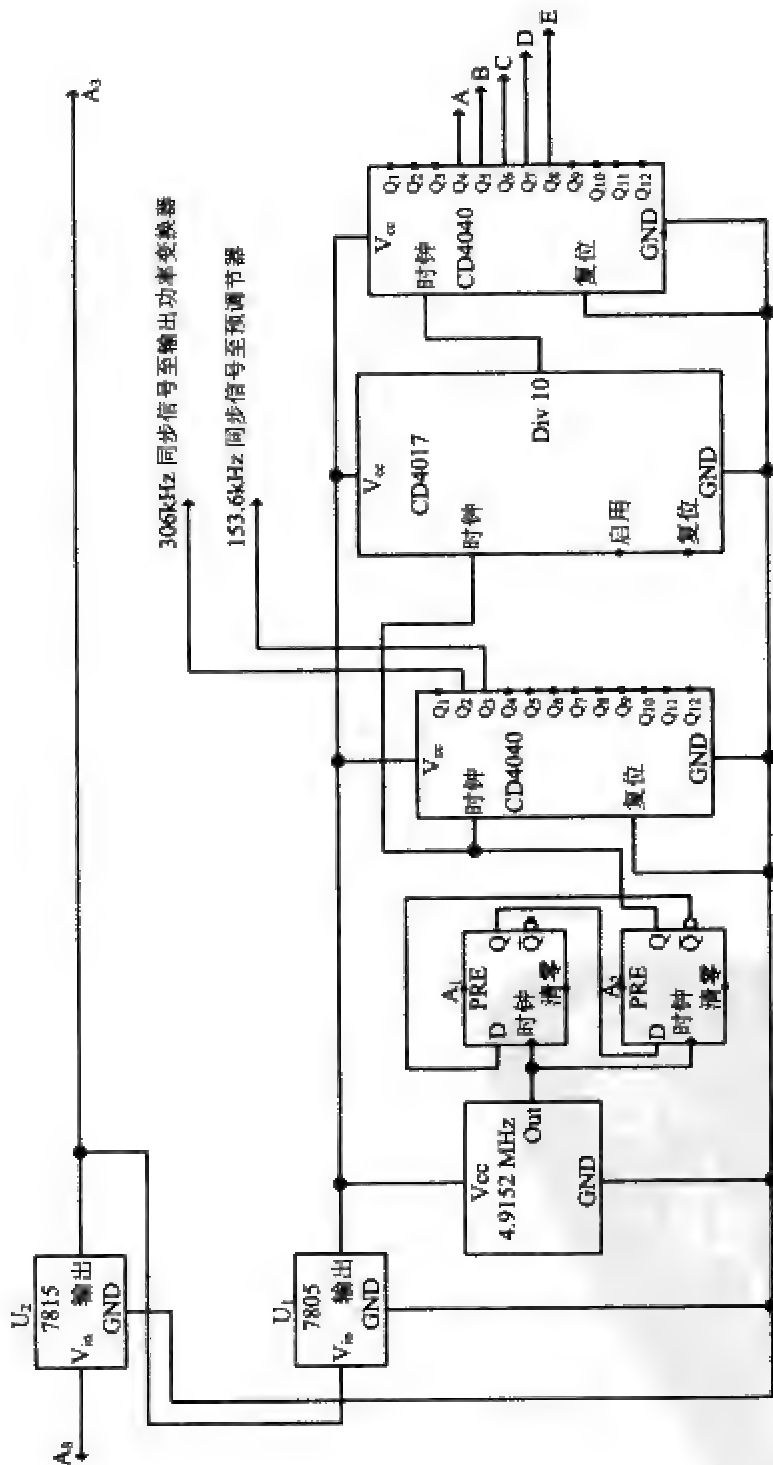 A₃
306kHz 同步信号至输出功率变换器
153.6kHz 同步信号至预调节器
A
B
C
D
E
U₂
7815
Vᵢₙ 输出
GND
A₈
U₁
7805
Vᵢₙ 输出
GND
Vcc
4.9152 MHz
Out
GND
A₁
PRE
D
Q
时钟
Q̄
清零
A₂
PRE
D
Q
时钟
Q̄
清零
V꜀꜀
时钟
CD4040
复位
GND
Q₁
Q₂
Q₃
Q₄
Q₅
Q₆
Q₇
Q₈
Q₉
Q₁₀
Q₁₁
Q₁₂
V꜀꜀
CD4017
时钟
Div 10
启用
复位
GND
V꜀꜀
时钟
CD4040
复位
GND
Q₁
Q₂
Q₃
Q₄
Q₅
Q₆
Q₇
Q₈
Q₉
Q₁₀
Q₁₁
Q₁₂